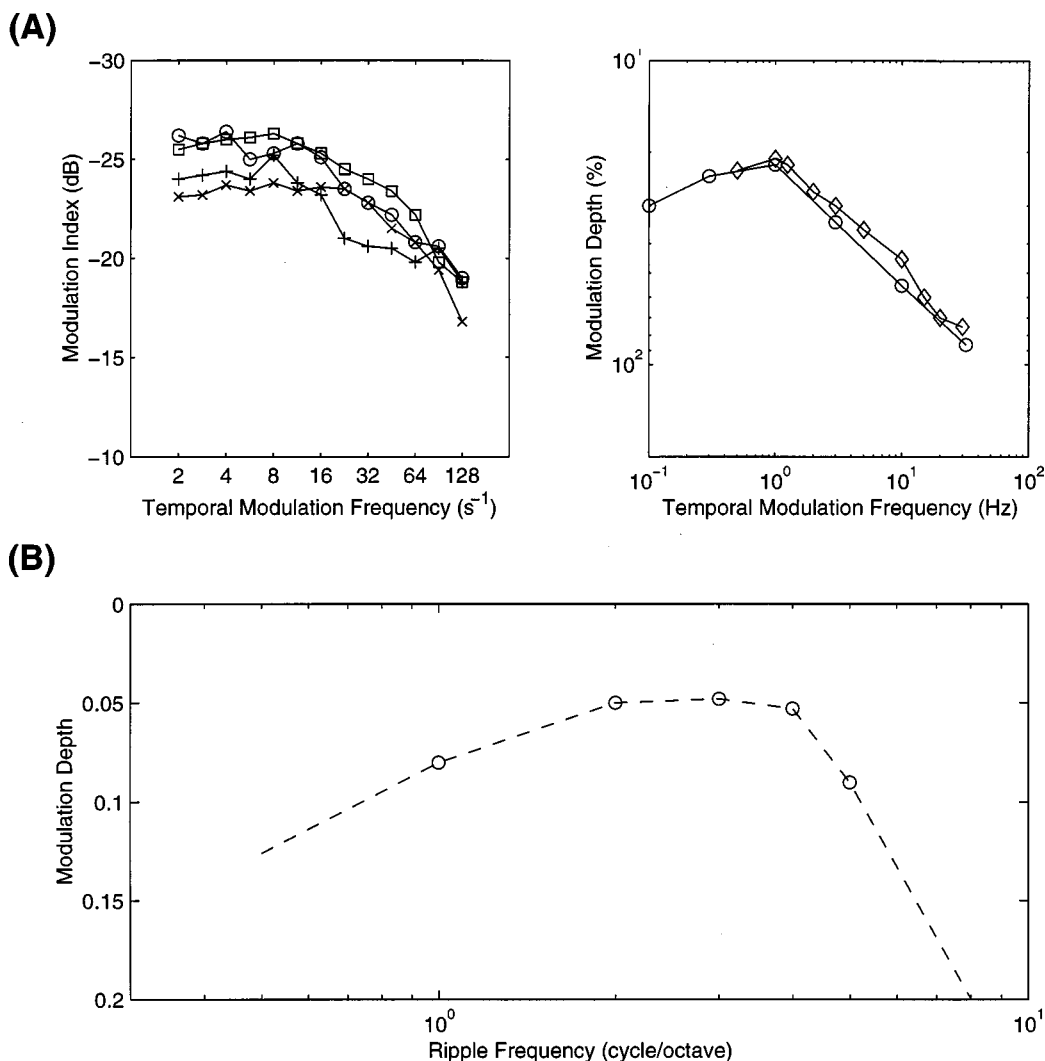 (A)
-30
-25
-20
-15
-10
Modulation Index (dB)
2 4 8 16 32 64 128
Temporal Modulation Frequency (s⁻¹)
10¹
10²
Modulation Depth (%)
10⁻¹ 10⁰ 10¹ 10²
Temporal Modulation Frequency (Hz)
(B)
0
0.05
0.1
0.15
0.2
Modulation Depth
10⁰ 10¹
Ripple Frequency (cycle/octave)